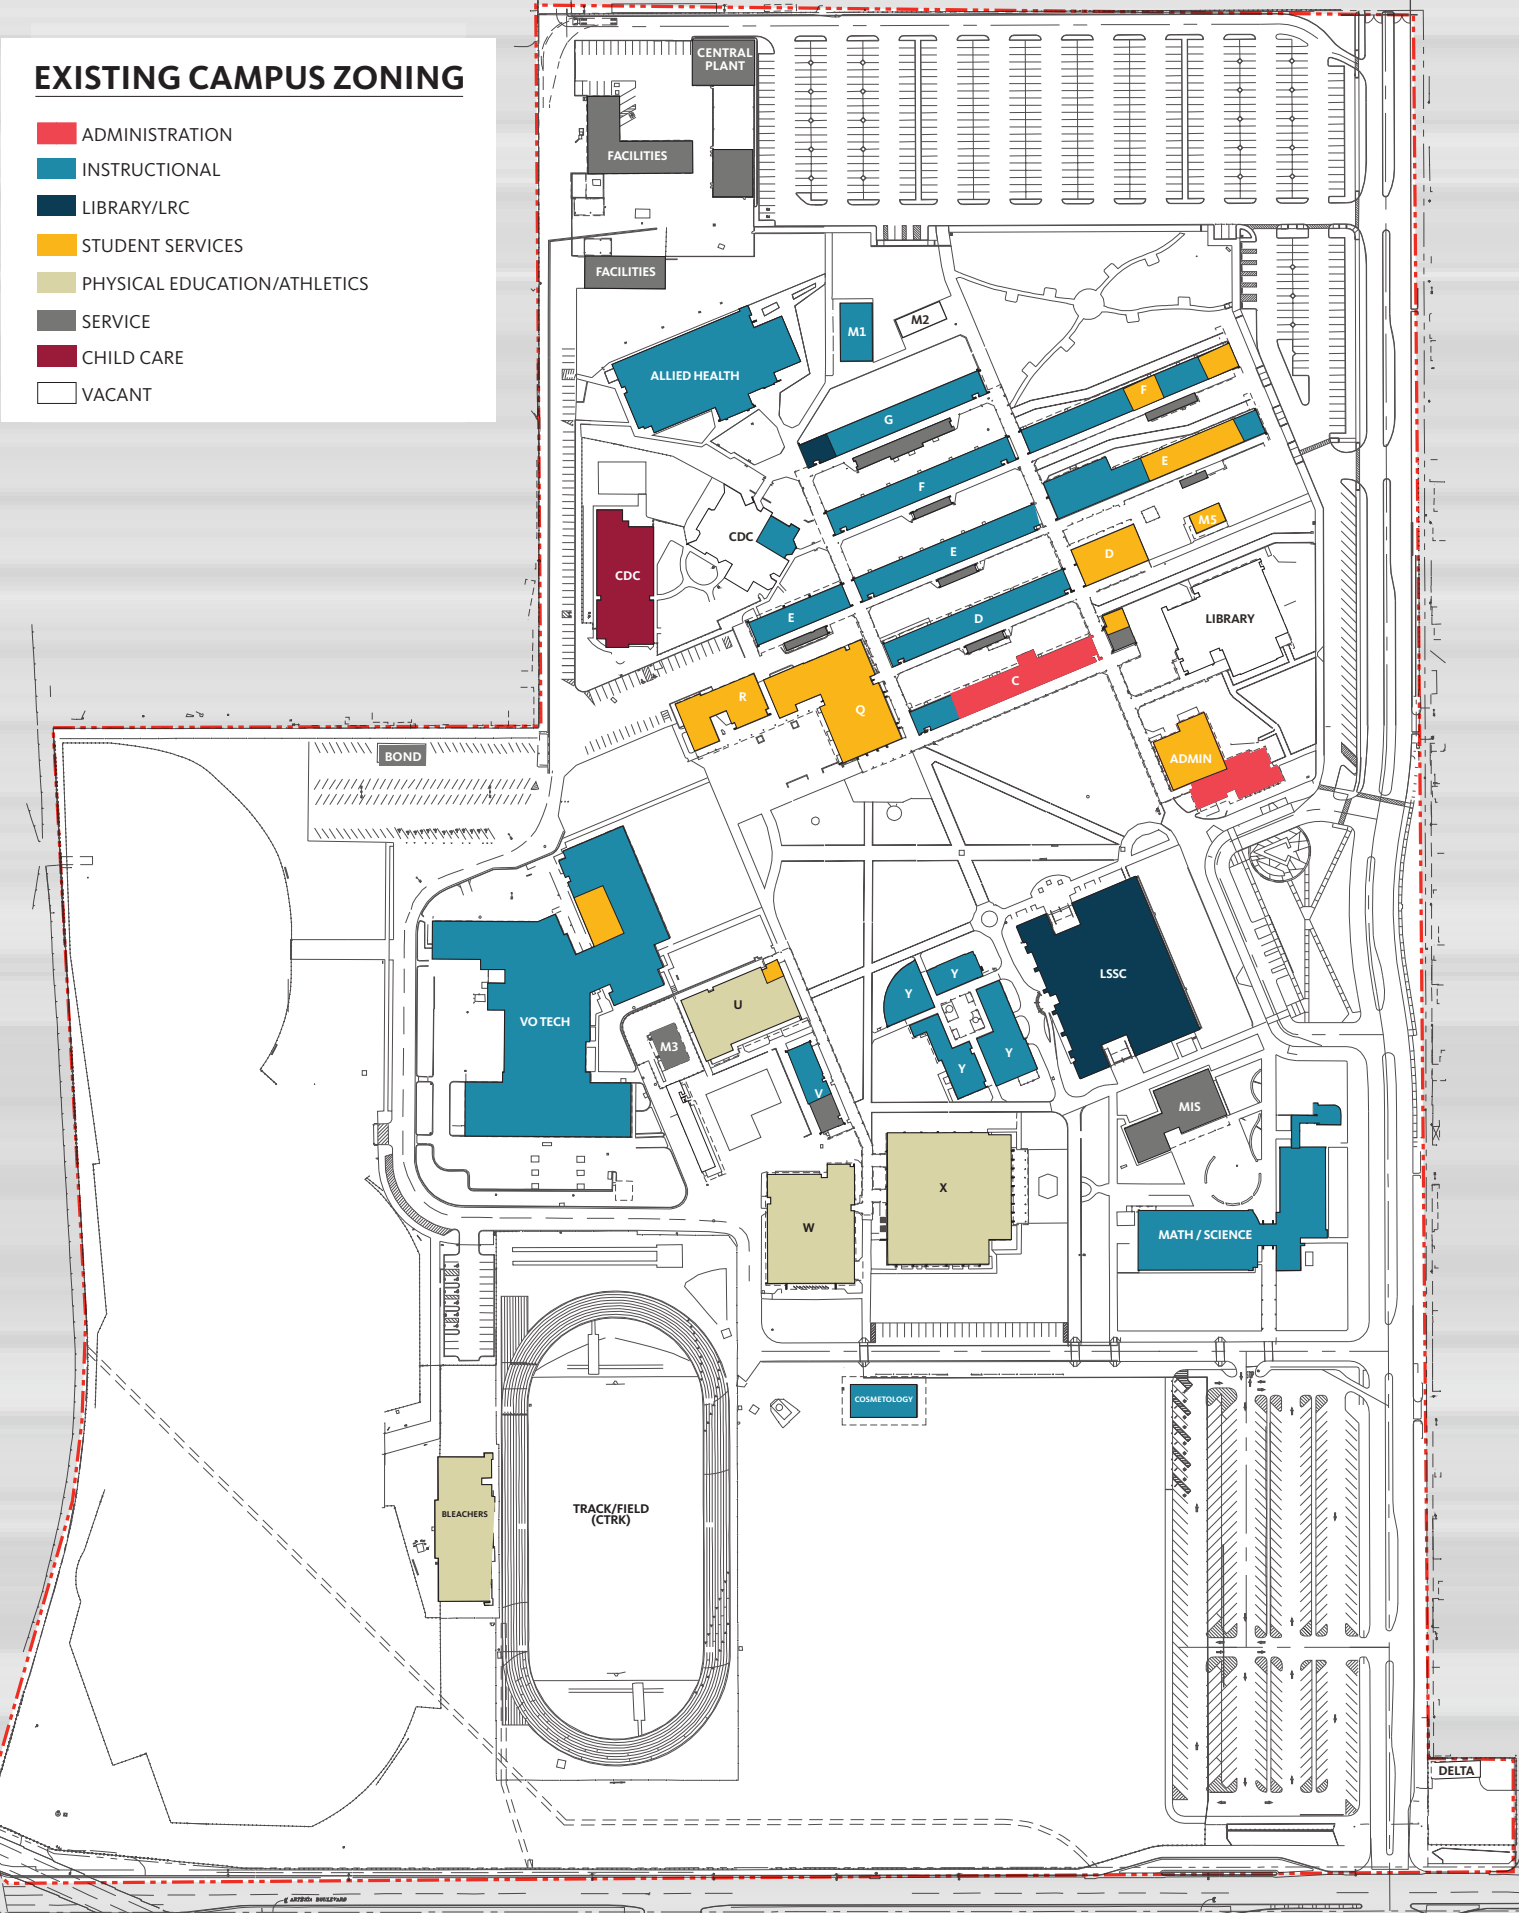 EXISTING CAMPUS ZONING
ADMINISTRATION
INSTRUCTIONAL
LIBRARY/LRC
STUDENT SERVICES
PHYSICAL EDUCATION/ATHLETICS
SERVICE
CHILD CARE
VACANT
CENTRAL
PLANT
FACILITIES
FACILITIES
M1
M2
ALLIED HEALTH
G
F
F
E
E
M5
CDC
CDC
D
E
E
D
LIBRARY
C
R
Q
ADMIN
BOND
LSSC
Y
Y
Y
Y
VO TECH
U
M3
V
MIS
X
W
MATH / SCIENCE
COSMETOLOGY
BLEACHERS
TRACK/FIELD
(CTRK)
DELTA
ARTESIA BOULEVARD